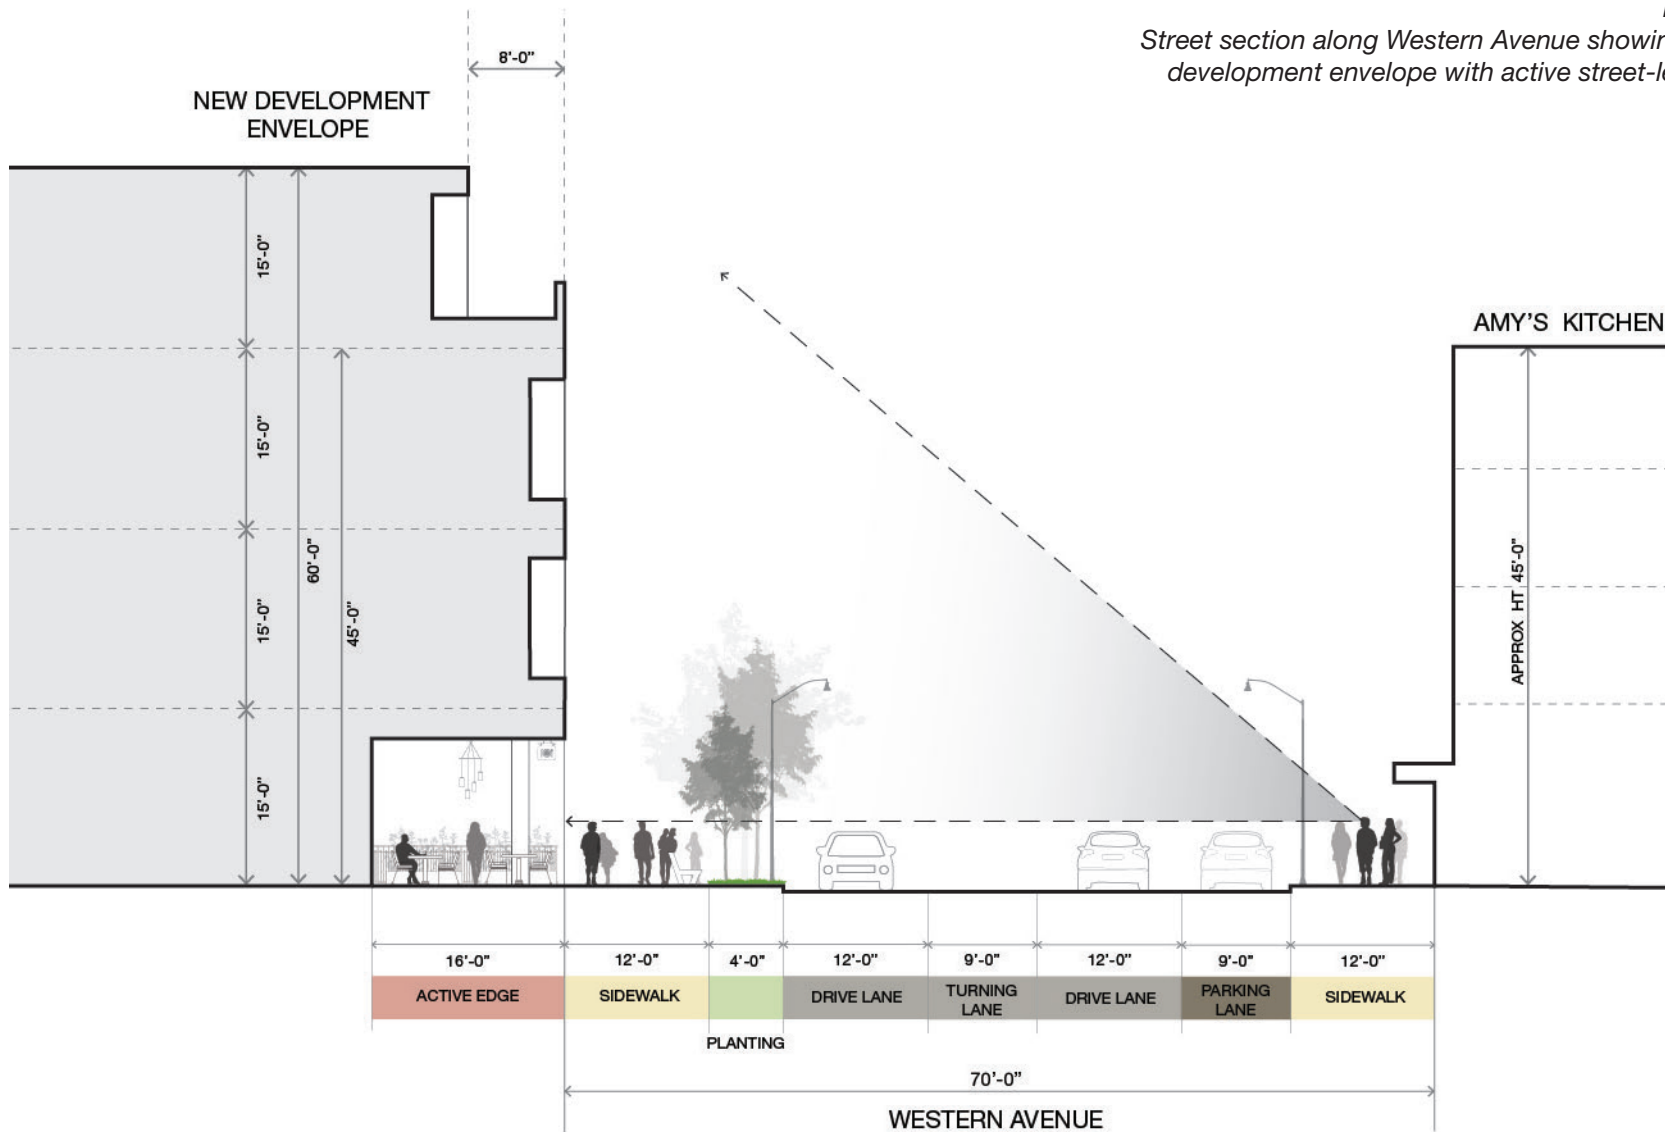 Street section along Western Avenue
development envelope with active
8'-0"
NEW DEVELOPMENT
ENVELOPE
15'-0"
15'-0"
15'-0"
15'-0"
60'-0"
45'-0"
AMY'S KITCHEN
APPROX HT 45'-0"
16'-0"
12'-0"
4'-0"
12'-0"
9'-0"
12'-0"
9'-0"
12'-0"
ACTIVE EDGE
SIDEWALK
DRIVE LANE
TURNING
LANE
DRIVE LANE
PARKING
LANE
SIDEWALK
PLANTING
70'-0"
WESTERN AVENUE